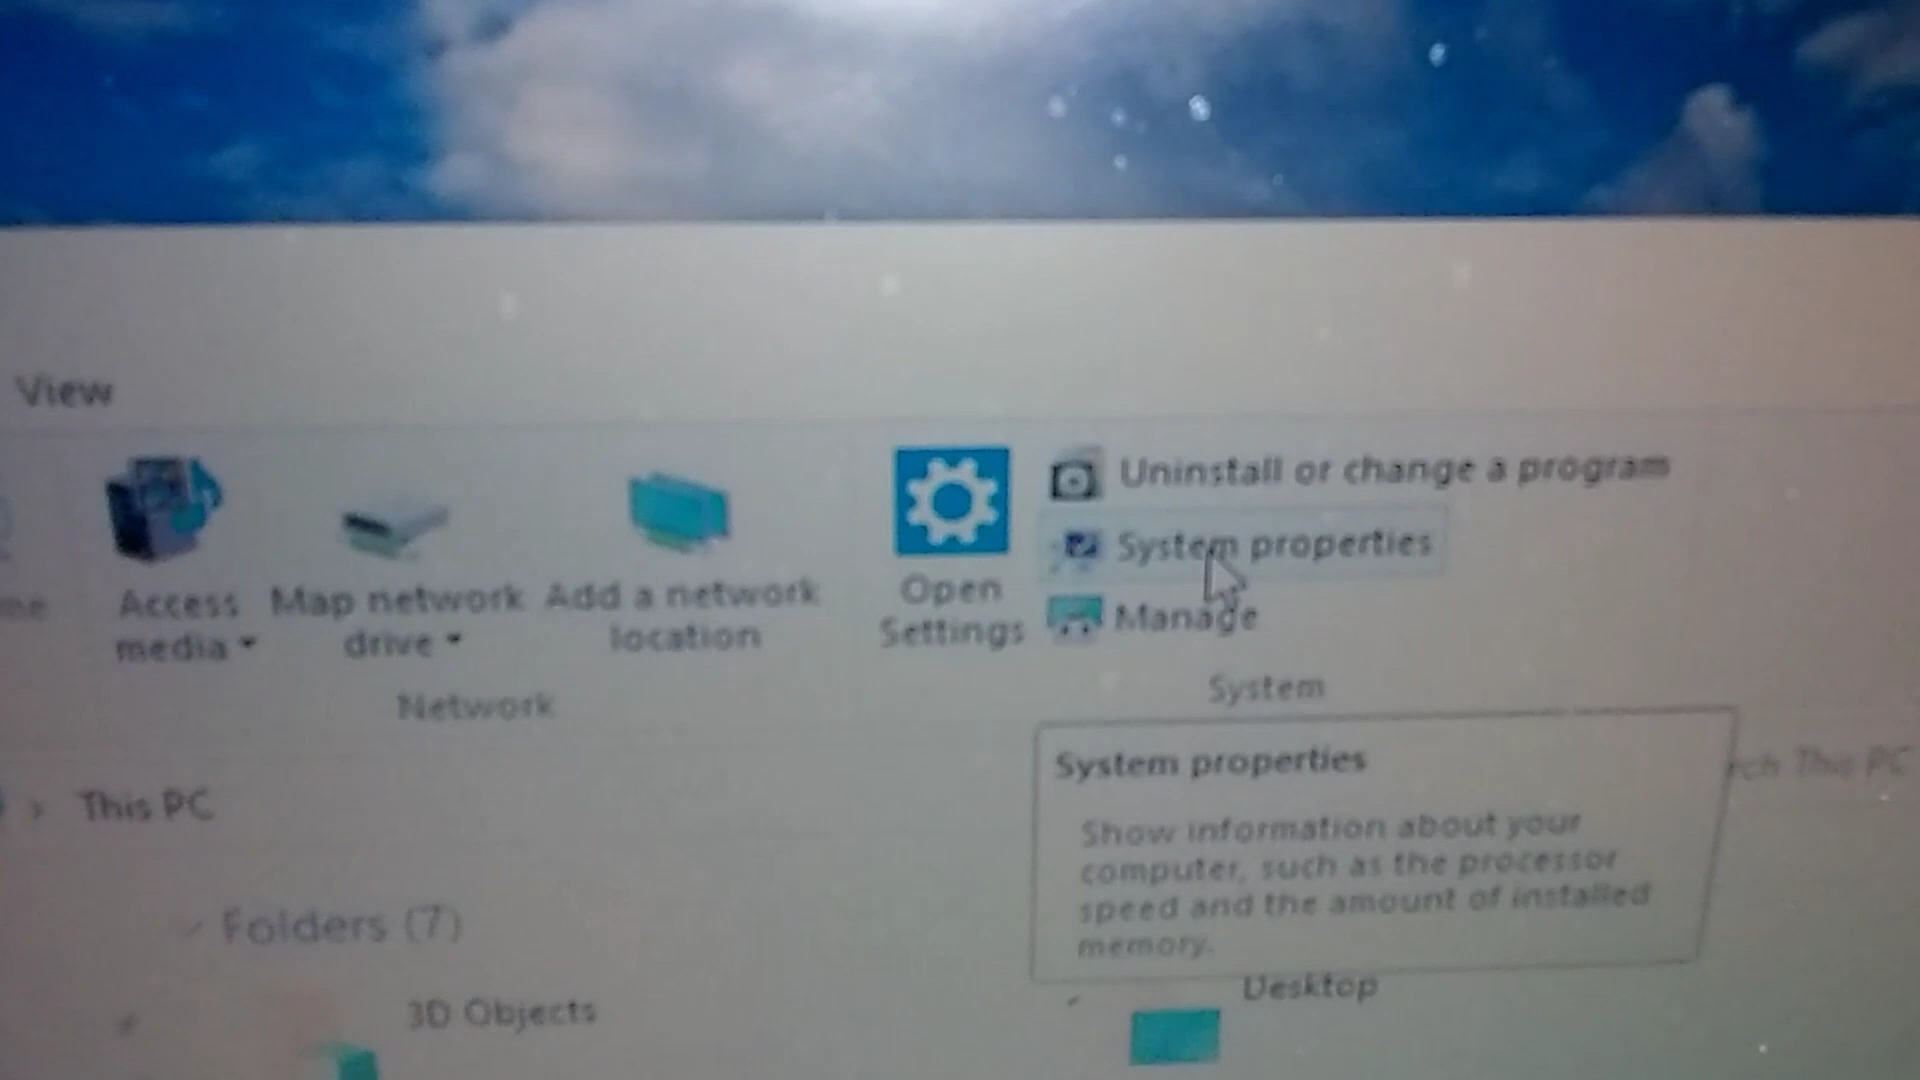 View
Access media
Map network drive
Add a network location
Open Settings
Uninstall or change a program
System properties
Manage
Network
System
This PC
System properties
Show information about your
computer, such as the processor
speed and the amount of installed
memory.
This PC
Folders (7)
3D Objects
Desktop